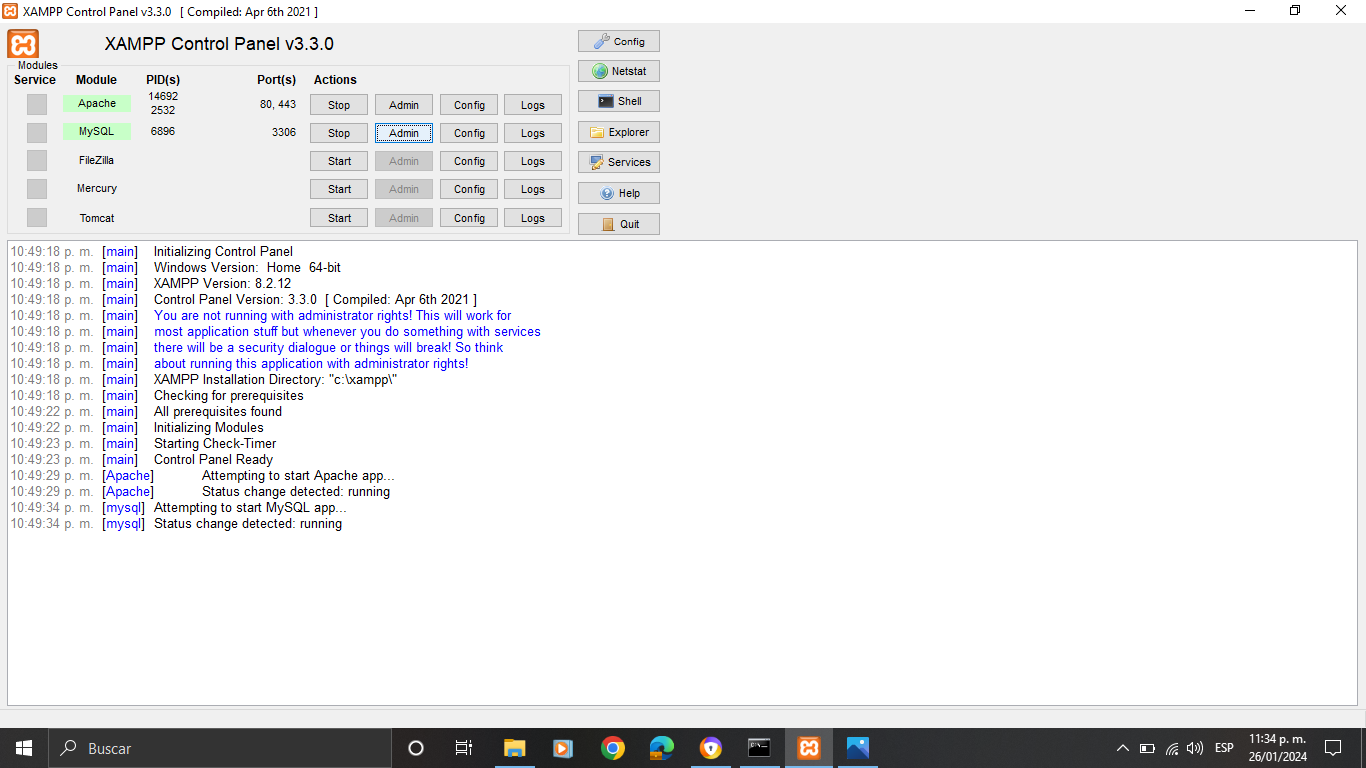 XAMPP Control Panel v3.3.0 [ Compiled: Apr 6th 2021 ]
XAMPP Control Panel v3.3.0
Modules
Service Module PID(s) Port(s) Actions
Apache 14692 2532 80, 443 Stop Admin Config Logs
MySQL 6896 3306 Stop Admin Config Logs
FileZilla Start Admin Config Logs
Mercury Start Admin Config Logs
Tomcat Start Admin Config Logs
Config
Netstat
Shell
Explorer
Services
Help
Quit
10:49:18 p. m. [main] Initializing Control Panel
10:49:18 p. m. [main] Windows Version: Home 64-bit
10:49:18 p. m. [main] XAMPP Version: 8.2.12
10:49:18 p. m. [main] Control Panel Version: 3.3.0 [ Compiled: Apr 6th 2021 ]
10:49:18 p. m. [main] You are not running with administrator rights! This will work for
10:49:18 p. m. [main] most application stuff but whenever you do something with services
10:49:18 p. m. [main] there will be a security dialogue or things will break! So think
10:49:18 p. m. [main] about running this application with administrator rights!
10:49:18 p. m. [main] XAMPP Installation Directory: "c:\xampp\"
10:49:18 p. m. [main] Checking for prerequisites
10:49:22 p. m. [main] All prerequisites found
10:49:22 p. m. [main] Initializing Modules
10:49:23 p. m. [main] Starting Check-Timer
10:49:23 p. m. [main] Control Panel Ready
10:49:29 p. m. [Apache] Attempting to start Apache app...
10:49:29 p. m. [Apache] Status change detected: running
10:49:34 p. m. [mysql] Attempting to start MySQL app...
10:49:34 p. m. [mysql] Status change detected: running
Buscar
ESP
11:34 p. m.
26/01/2024